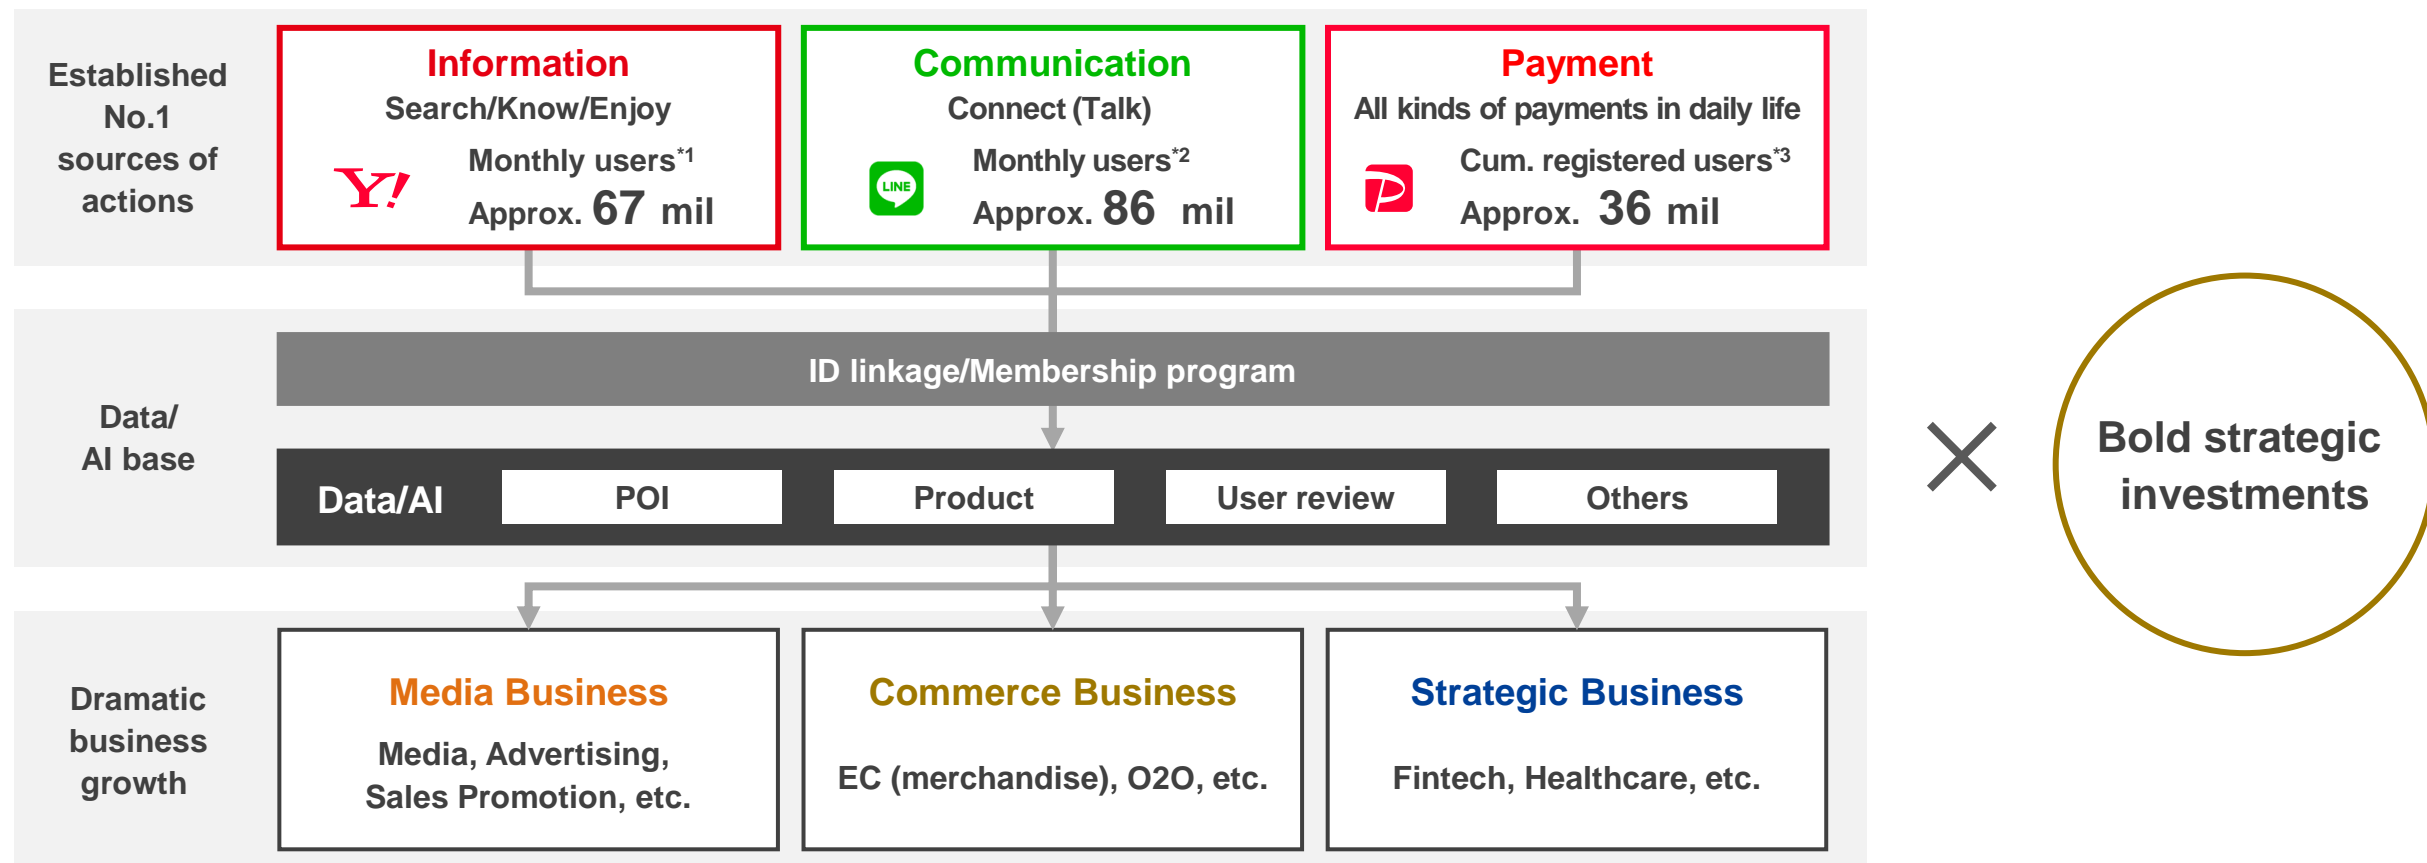 Established
No.1
sources of
actions
Information
Search/Know/Enjoy
Y!
Monthly users*1
Approx. 67 mil
Communication
Connect (Talk)
LINE
Monthly users*2
Approx. 86 mil
Payment
All kinds of payments in daily life
P
Cum. registered users*3
Approx. 36 mil
Data/
AI base
ID linkage/Membership program
Data/AI
POI
Product
User review
Others
×
Bold strategic
investments
Dramatic
business
growth
Media Business
Media, Advertising,
Sales Promotion, etc.
Commerce Business
EC (merchandise), O2O, etc.
Strategic Business
Fintech, Healthcare, etc.